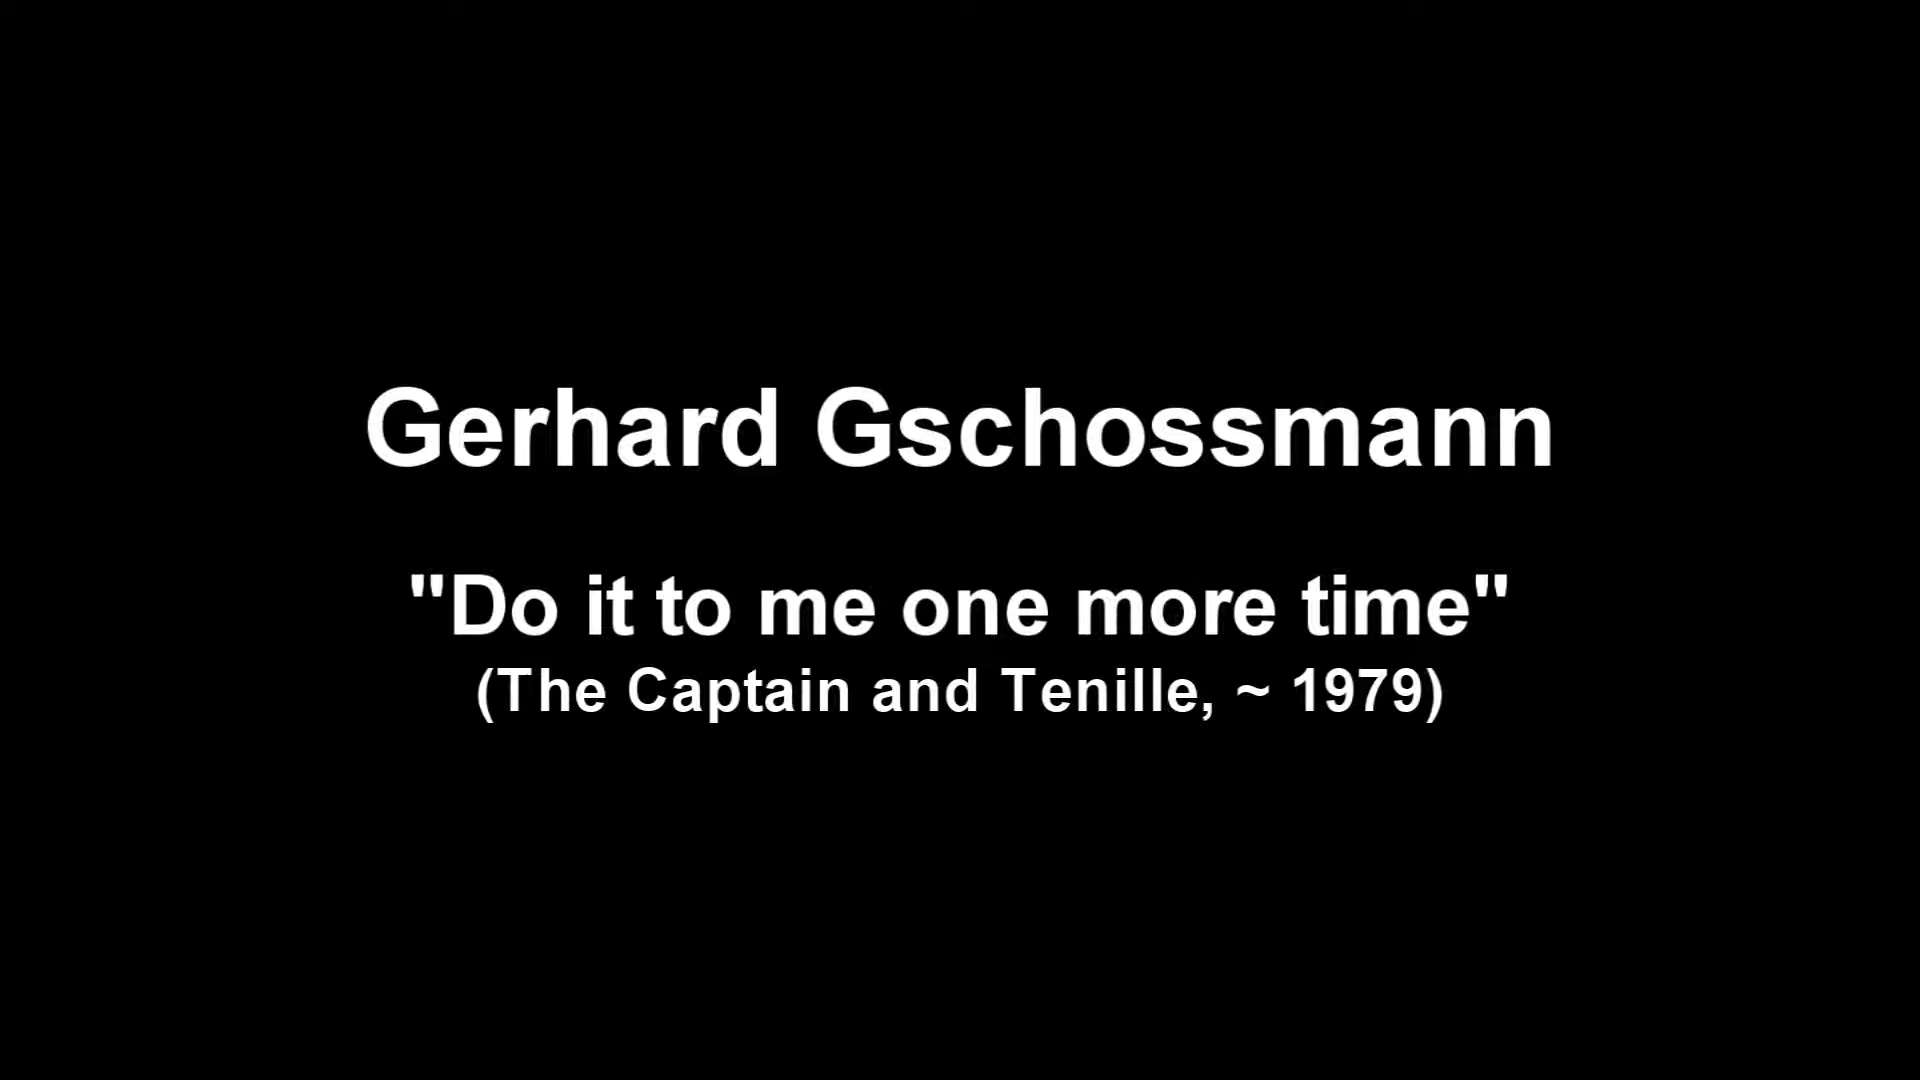 Gerhard Gschossmann
"Do it to me one more time"
(The Captain and Tenille, ~ 1979)